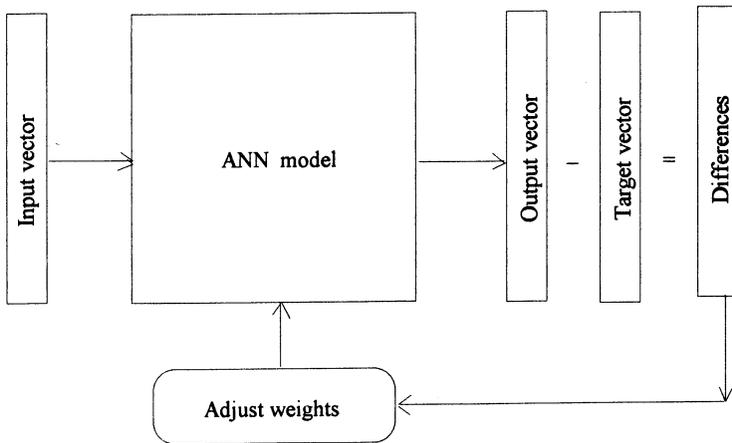 Input vector
ANN model
Output vector
–
Target vector
=
Differences
Adjust weights